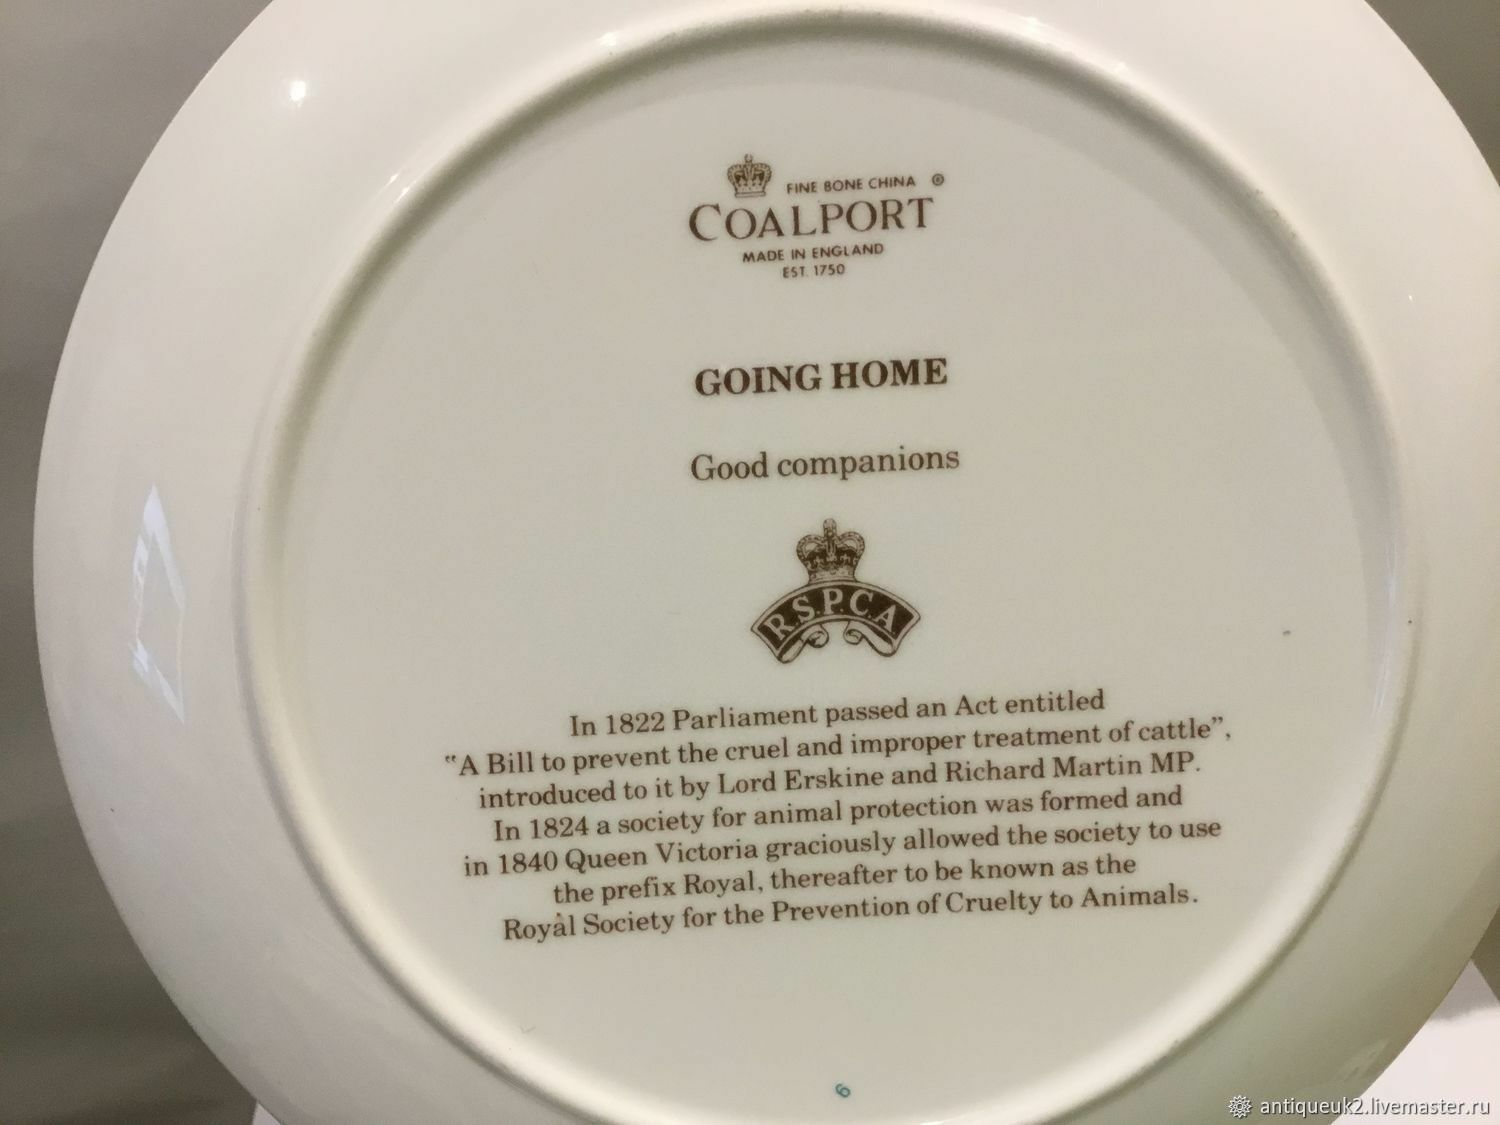 FINE BONE CHINA ®
COALPORT
MADE IN ENGLAND
EST. 1750
GOING HOME
Good companions
R.S.P.C.A
In 1822 Parliament passed an Act entitled
"A Bill to prevent the cruel and improper treatment of cattle",
introduced to it by Lord Erskine and Richard Martin MP.
In 1824 a society for animal protection was formed and
in 1840 Queen Victoria graciously allowed the society to use
the prefix Royal, thereafter to be known as the
Royal Society for the Prevention of Cruelty to Animals.
6
antiqueuk2.livemaster.ru